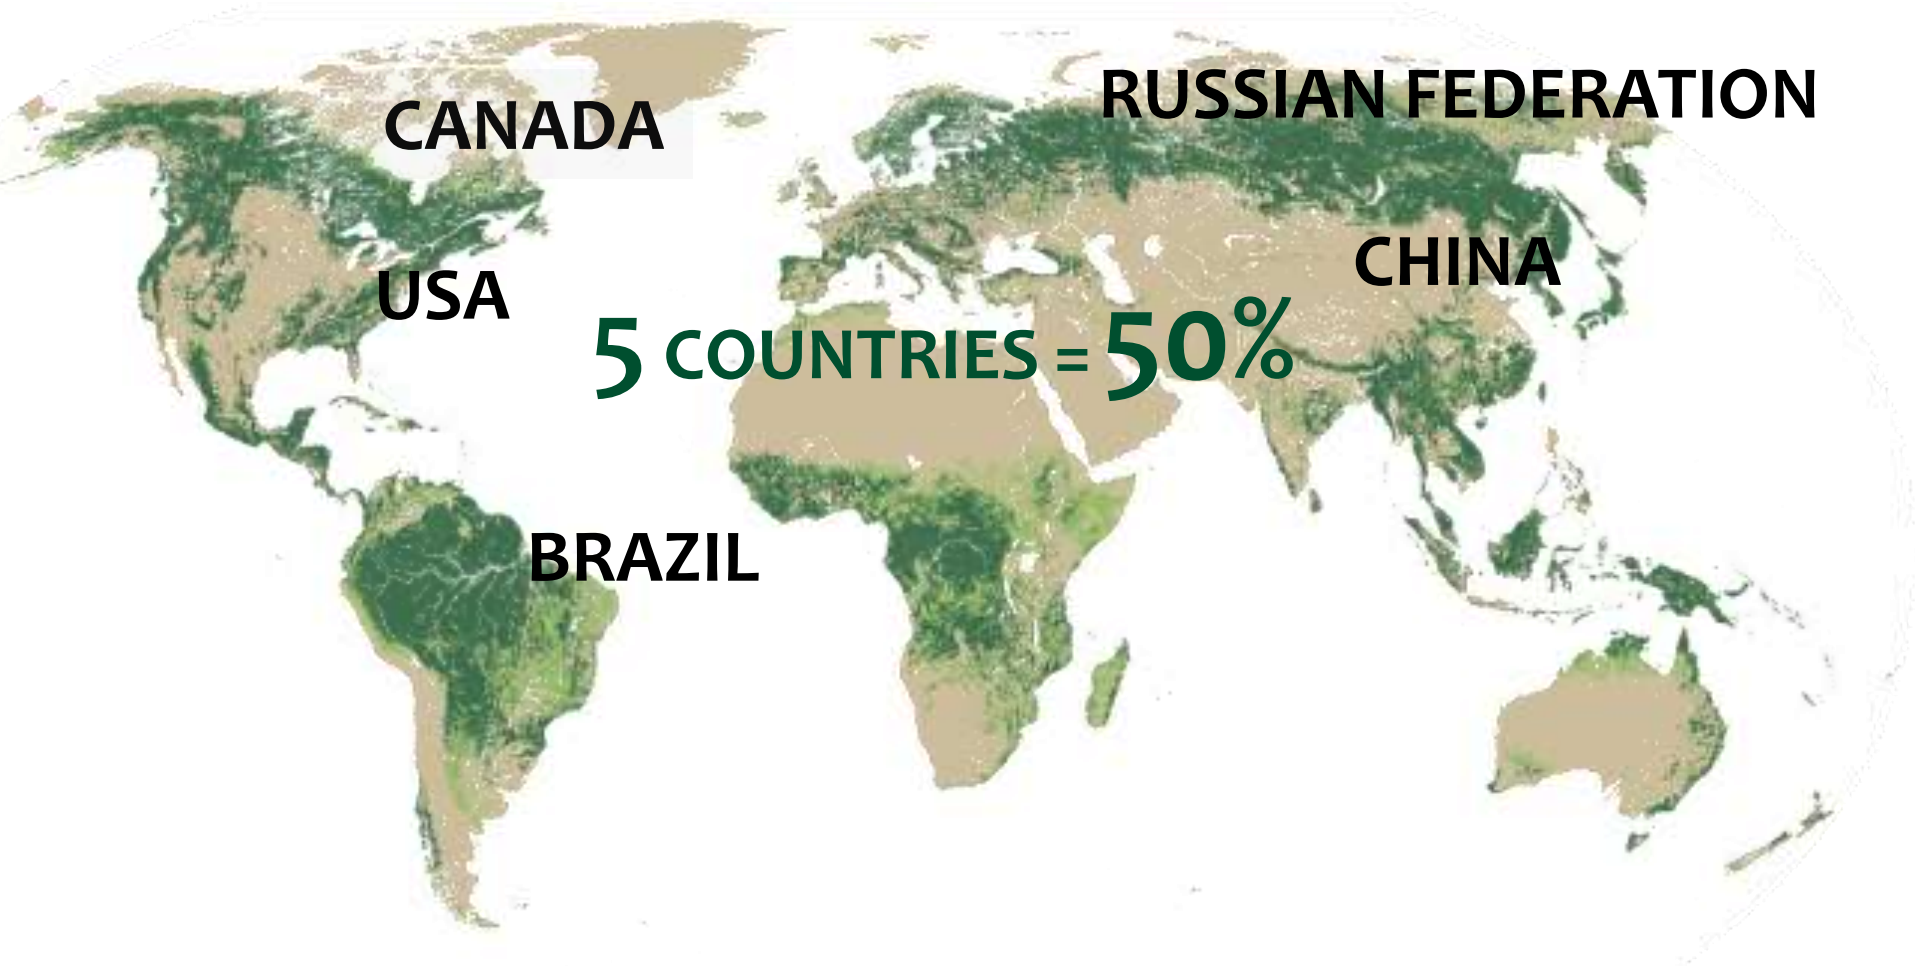 RUSSIAN FEDERATION
CANADA
CHINA
USA
5 COUNTRIES = 50%
BRAZIL